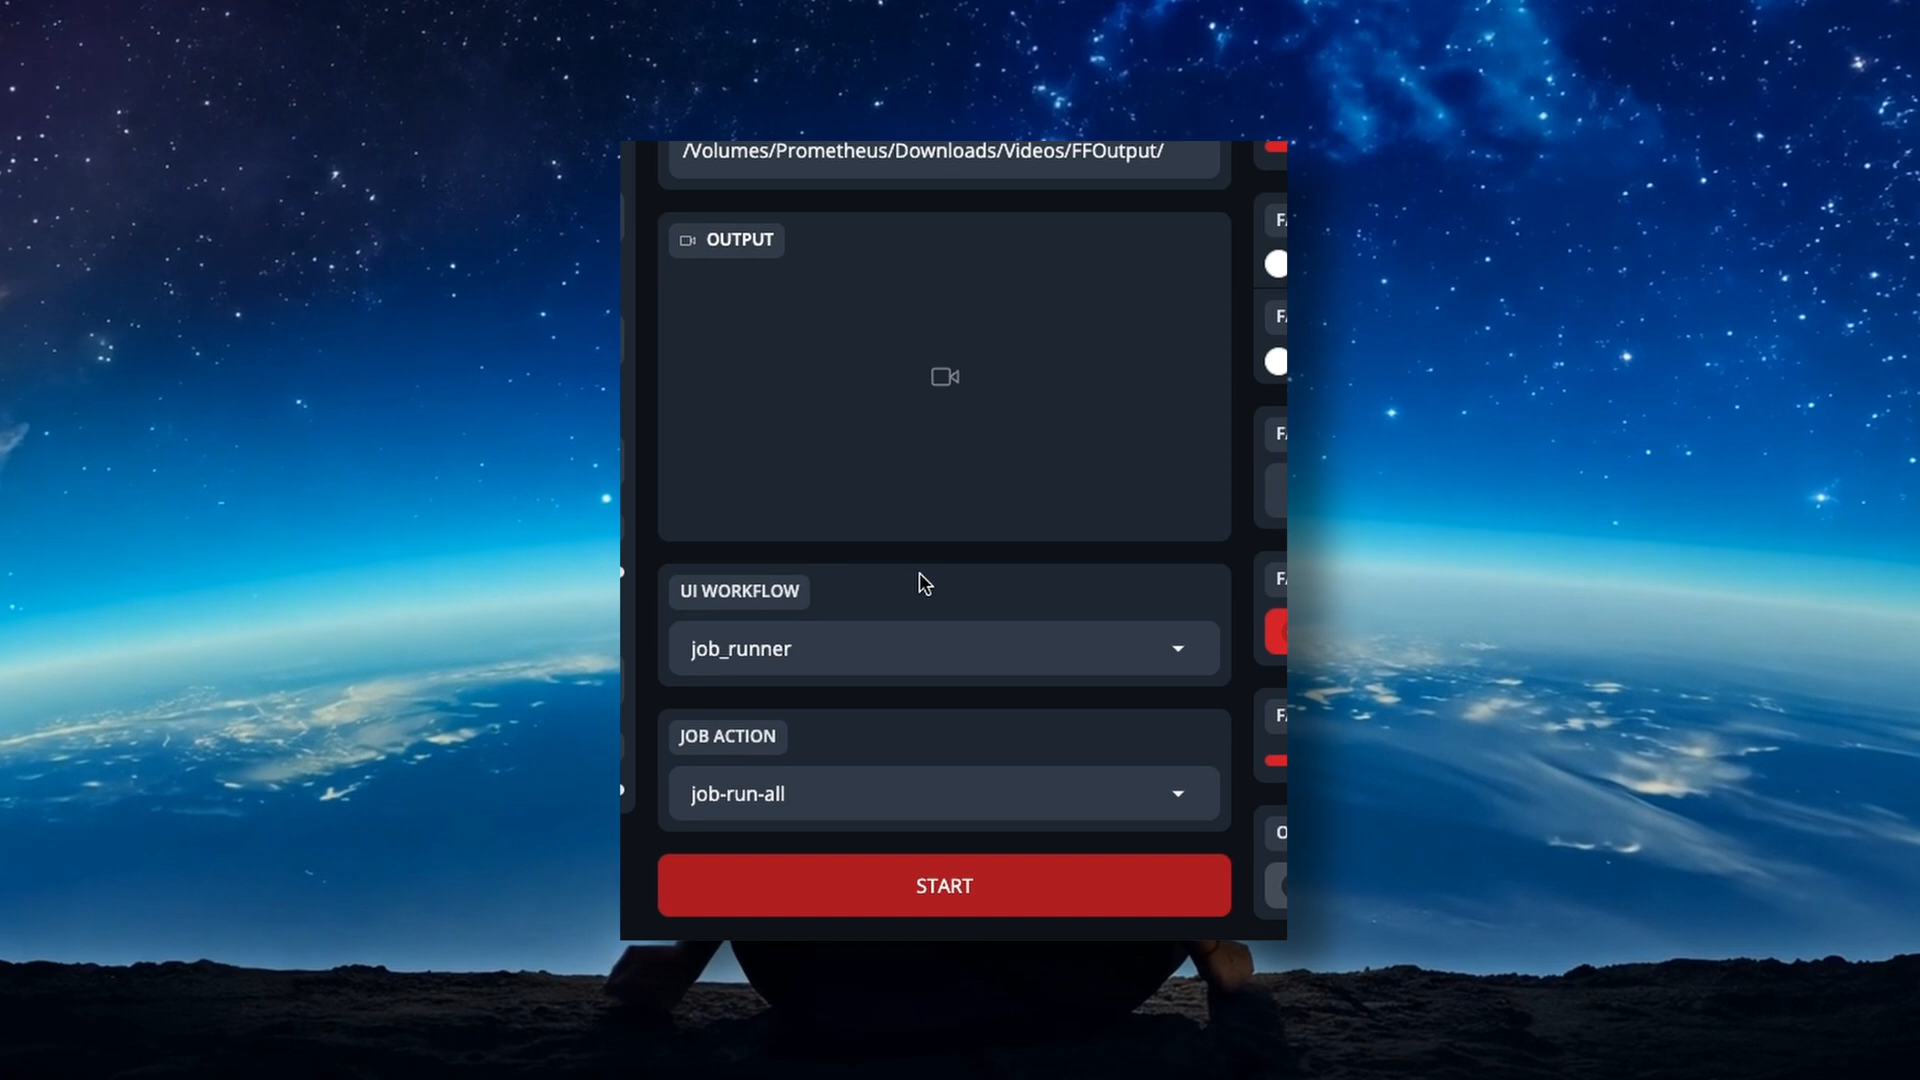 /Volumes/Prometheus/Downloads/Videos/FFOutput/
OUTPUT
UI WORKFLOW
job_runner
JOB ACTION
job-run-all
START